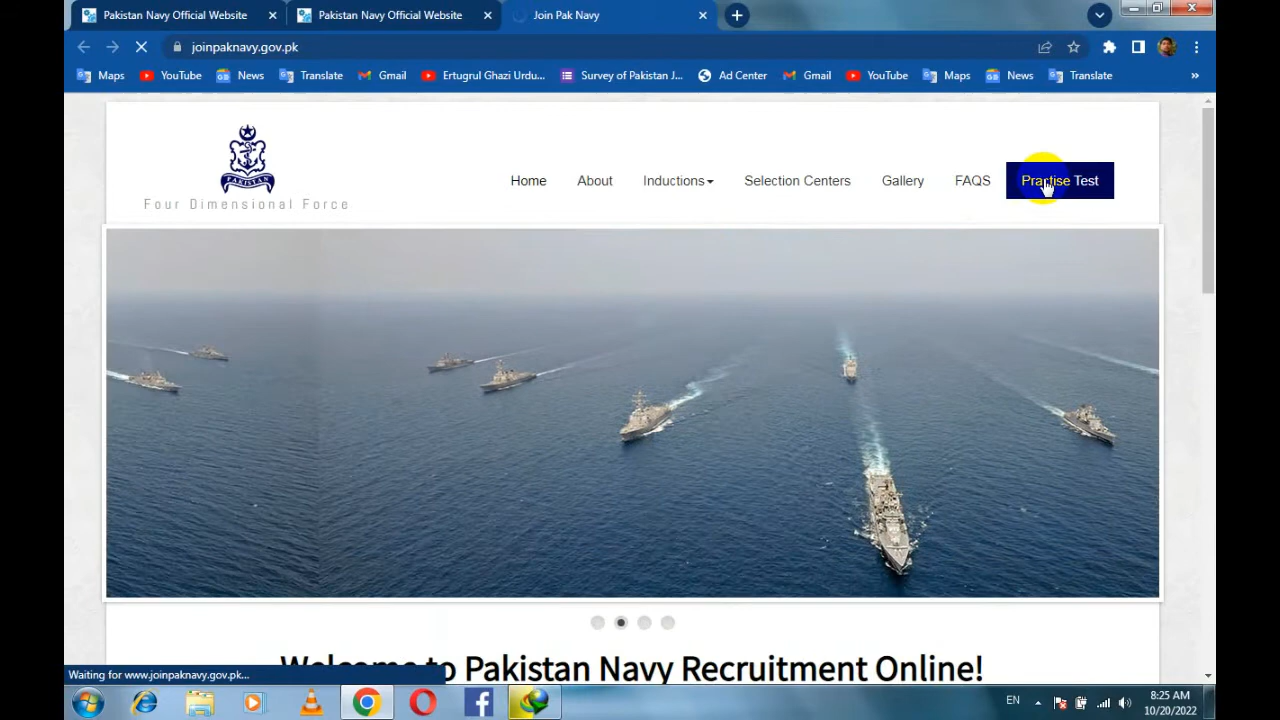 Pakistan Navy Official Website
Pakistan Navy Official Website
Join Pak Navy
joinpaknavy.gov.pk
Maps
YouTube
News
Translate
Gmail
Ertugrul Ghazi Urdu...
Survey of Pakistan J...
Ad Center
Gmail
YouTube
Maps
News
Translate
»
PAKISTAN
Four Dimensional Force
Home
About
Inductions
Selection Centers
Gallery
FAQS
Practise Test
Welcome to Pakistan Navy Recruitment Online!
Waiting for www.joinpaknavy.gov.pk...
EN
8:25 AM
10/20/2022